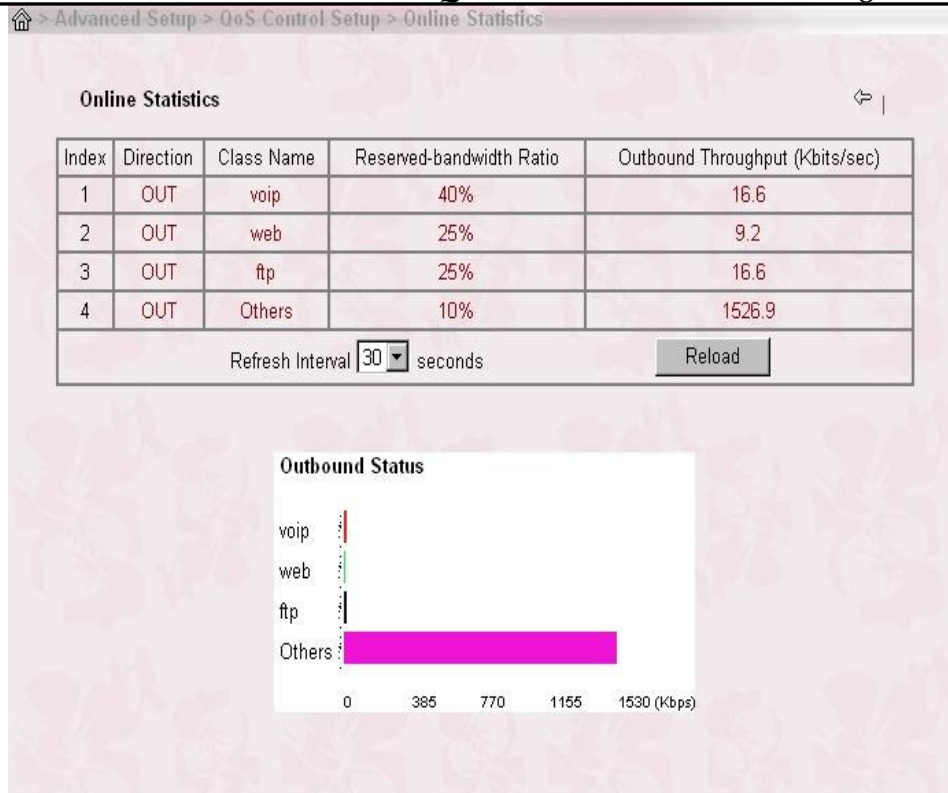 > Advanced Setup > QoS Control Setup > Online Statistics
Online Statistics
Index Direction Class Name Reserved-bandwidth Ratio Outbound Throughput (Kbits/sec)
1 OUT voip 40% 16.6
2 OUT web 25% 9.2
3 OUT ftp 25% 16.6
4 OUT Others 10% 1526.9
Refresh Interval 30 seconds Reload
Outbound Status
voip
web
ftp
Others
0 385 770 1155 1530 (Kbps)